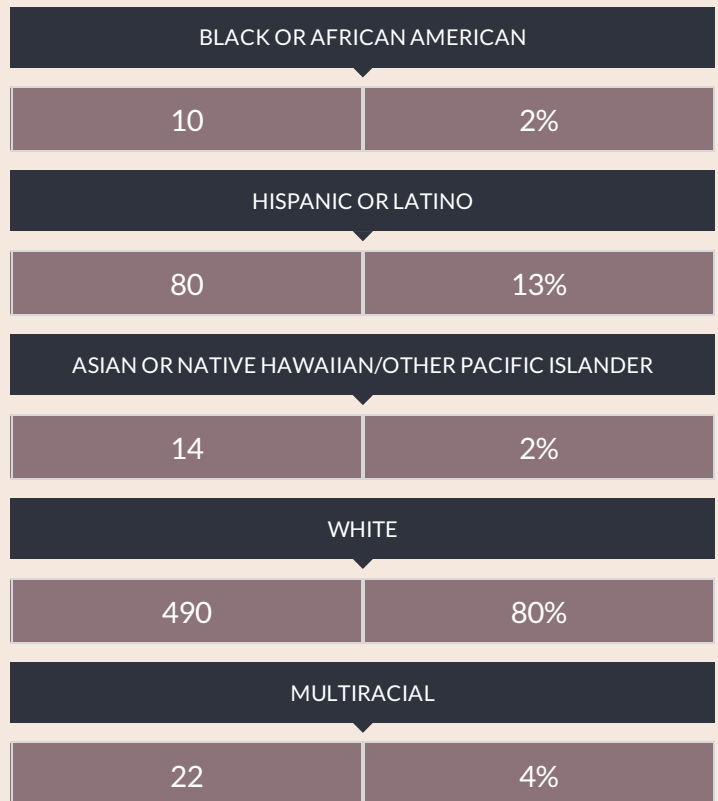 BLACK OR AFRICAN AMERICAN
10 2%
HISPANIC OR LATINO
80 13%
ASIAN OR NATIVE HAWAIIAN/OTHER PACIFIC ISLANDER
14 2%
WHITE
490 80%
MULTIRACIAL
22 4%